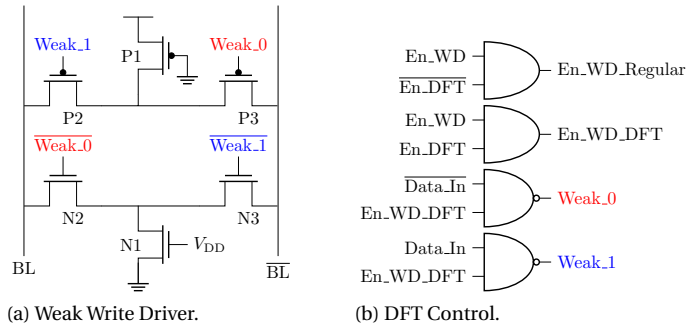 Weak_1
P1
Weak_0
P2
P3
Weak_0
Weak_1
N2
N3
N1
V_DD
BL
BL
(a) Weak Write Driver.
En_WD
En_DFT
En_WD_Regular
En_WD
En_DFT
En_WD_DFT
Data_In
En_WD_DFT
Weak_0
Data_In
En_WD_DFT
Weak_1
(b) DFT Control.